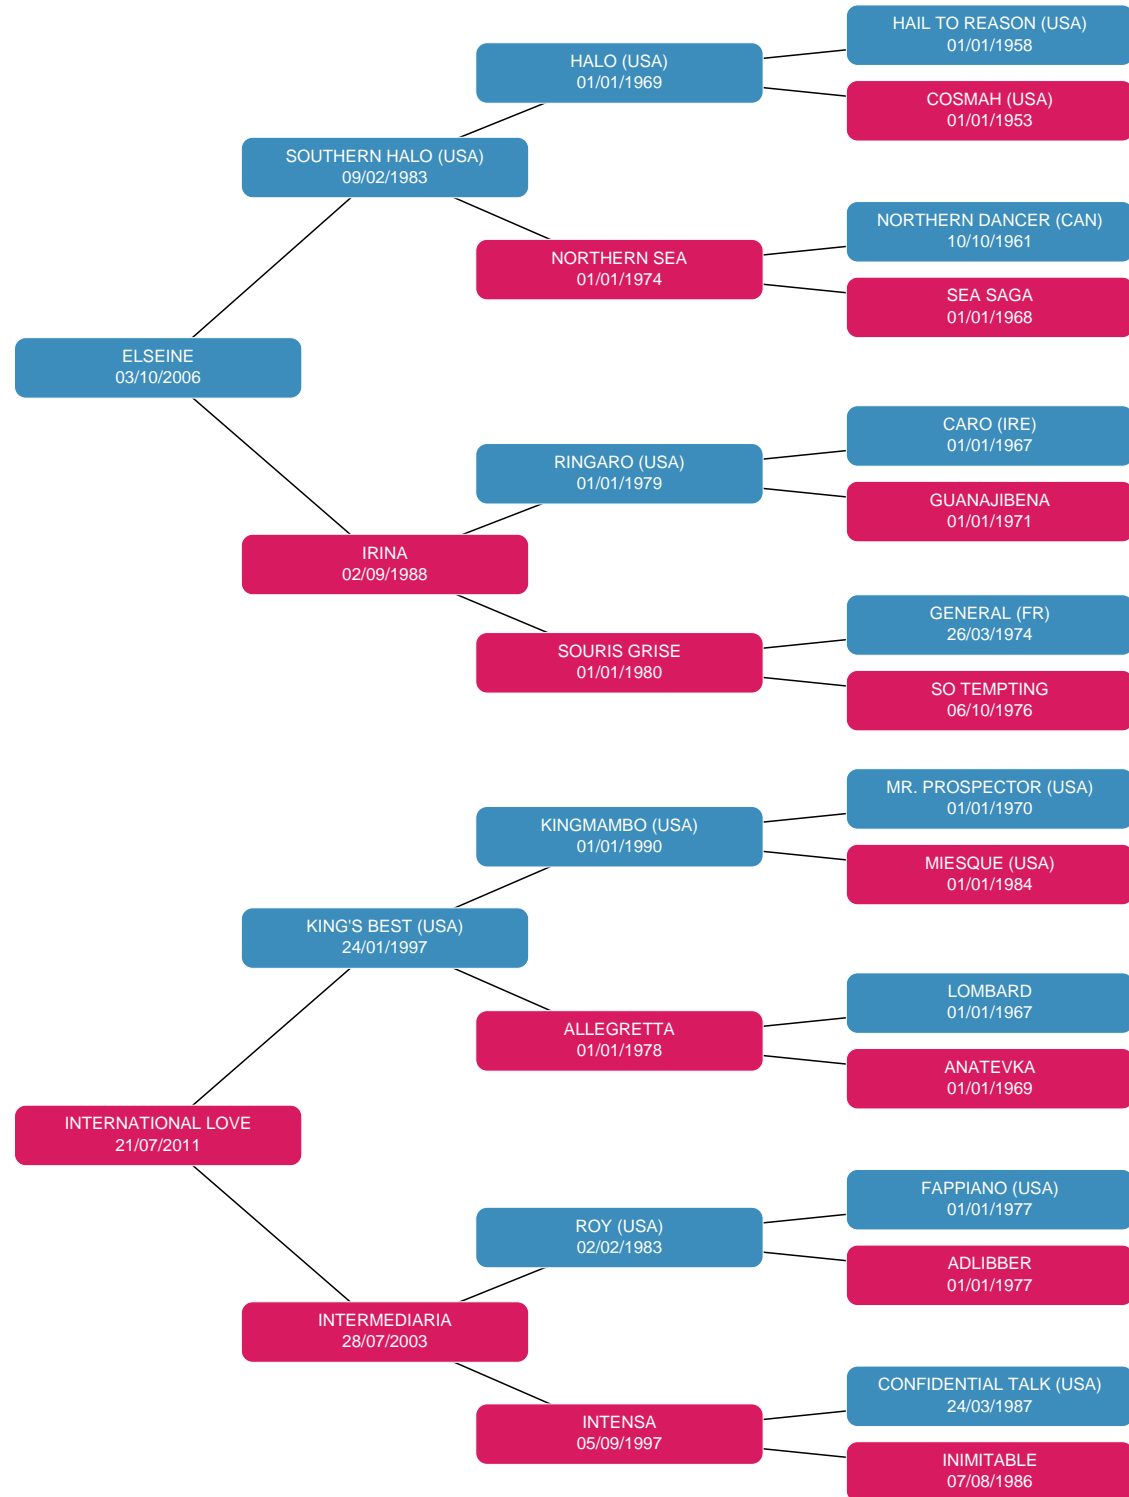 HAIL TO REASON (USA)
01/01/1958
HALO (USA)
01/01/1969
COSMAH (USA)
01/01/1953
SOUTHERN HALO (USA)
09/02/1983
NORTHERN DANCER (CAN)
10/10/1961
NORTHERN SEA
01/01/1974
SEA SAGA
01/01/1968
ELSEINE
03/10/2006
CARO (IRE)
01/01/1967
RINGARO (USA)
01/01/1979
GUANAJIBENA
01/01/1971
IRINA
02/09/1988
GENERAL (FR)
26/03/1974
SOURIS GRISE
01/01/1980
SO TEMPTING
06/10/1976
MR. PROSPECTOR (USA)
01/01/1970
KINGMAMBO (USA)
01/01/1990
MIESQUE (USA)
01/01/1984
KING'S BEST (USA)
24/01/1997
LOMBARD
01/01/1967
ALLEGRETTA
01/01/1978
ANATEVKA
01/01/1969
INTERNATIONAL LOVE
21/07/2011
FAPPIANO (USA)
01/01/1977
ROY (USA)
02/02/1983
ADLIBBER
01/01/1977
INTERMEDIARIA
28/07/2003
CONFIDENTIAL TALK (USA)
24/03/1987
INTENSA
05/09/1997
INIMITABLE
07/08/1986